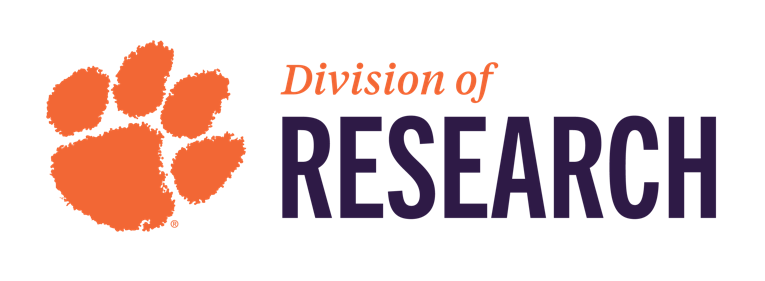 Division of
RESEARCH
®